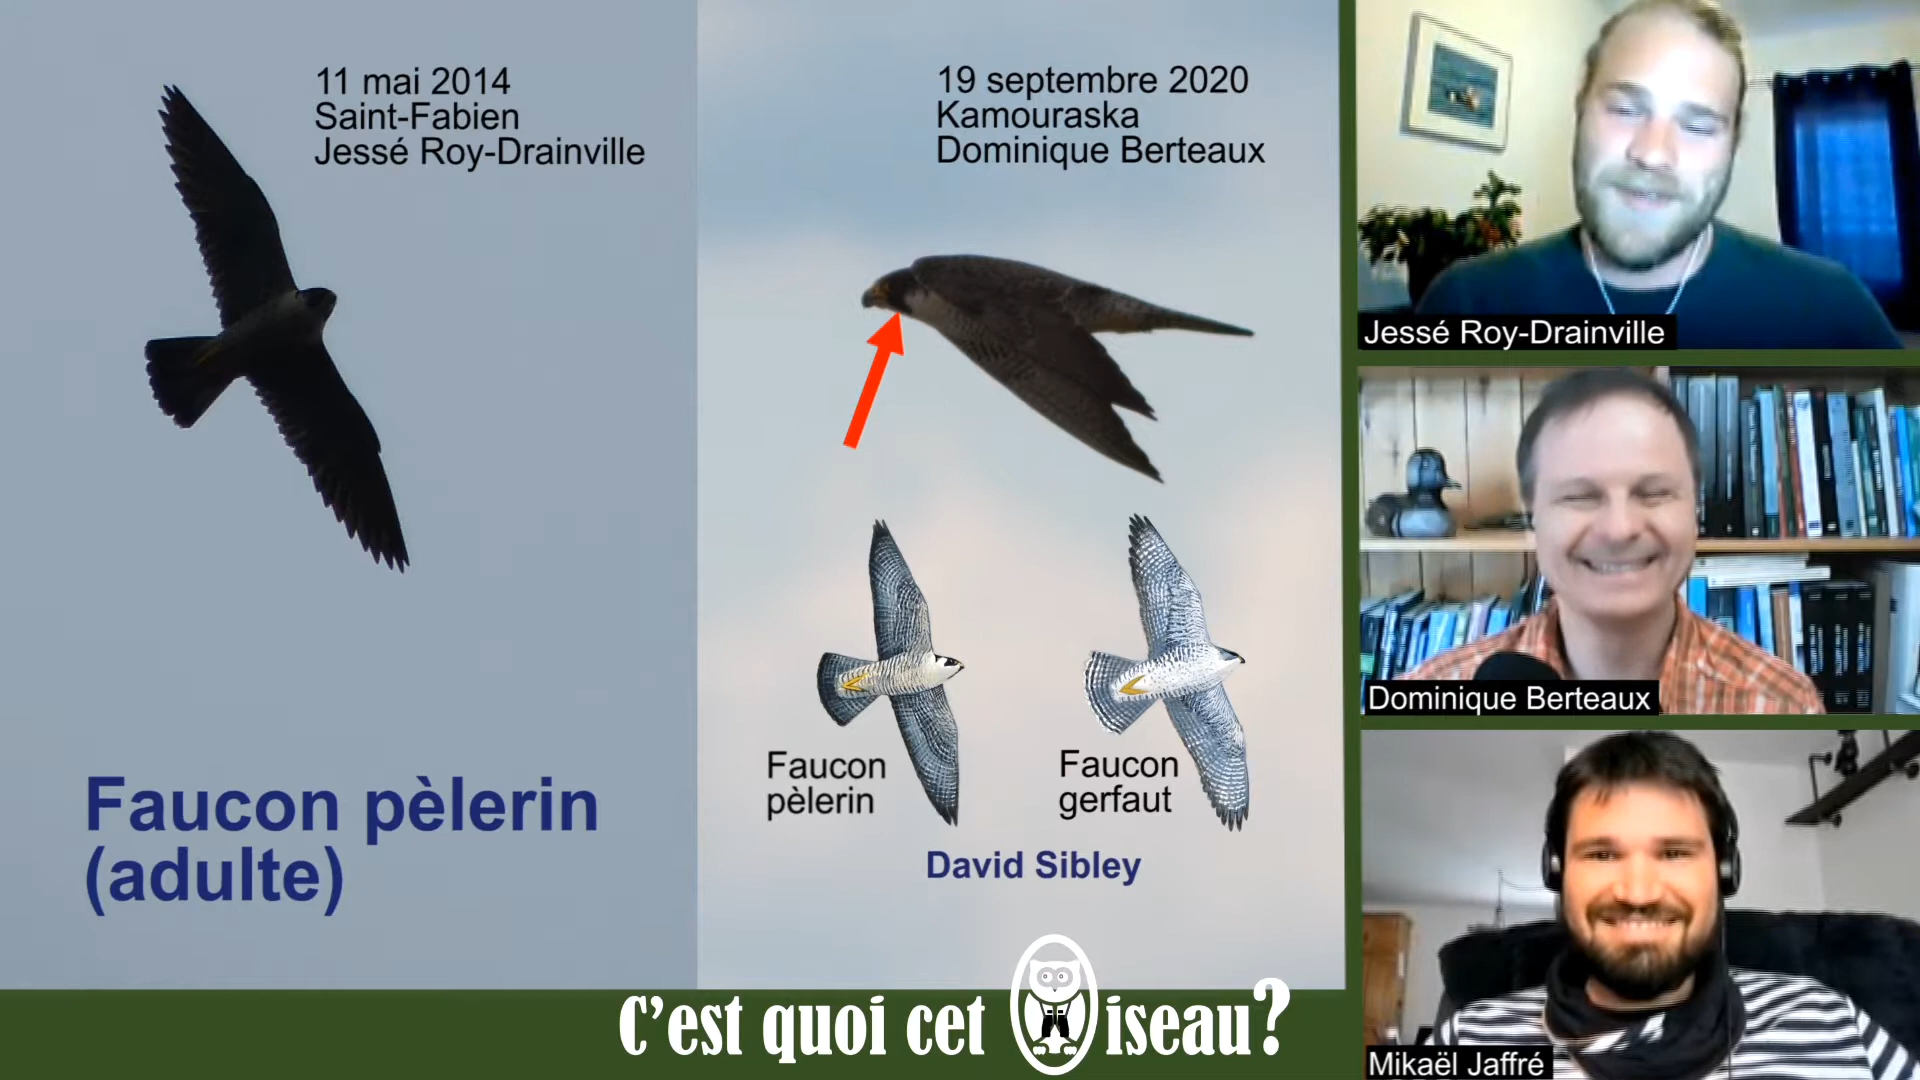 11 mai 2014
Saint-Fabien
Jessé Roy-Drainville
19 septembre 2020
Kamouraska
Dominique Berteaux
Faucon pèlerin
(adulte)
Faucon
pèlerin
Faucon
gerfaut
David Sibley
Jessé Roy-Drainville
Dominique Berteaux
Mikaël Jaffré
C'est quoi cet Oiseau?